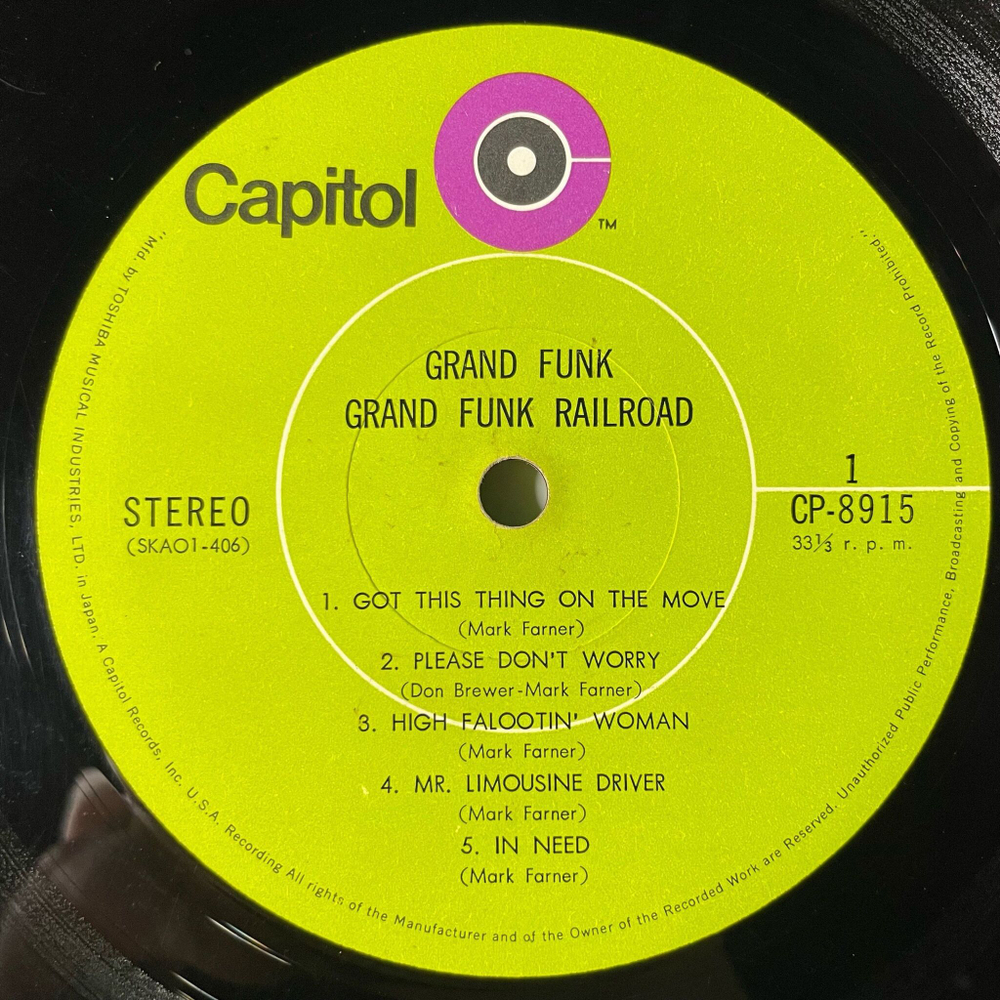 Capitol
TM
GRAND FUNK
GRAND FUNK RAILROAD
STEREO
(SKAO1-406)
1
CP-8915
33⅓ r. p. m.
1. GOT THIS THING ON THE MOVE
(Mark Farner)
2. PLEASE DON'T WORRY
(Don Brewer-Mark Farner)
3. HIGH FALOOTIN' WOMAN
(Mark Farner)
4. MR. LIMOUSINE DRIVER
(Mark Farner)
5. IN NEED
(Mark Farner)
"Mfd. by TOSHIBA MUSICAL INDUSTRIES, LTD. in Japan. A Capitol Records, Inc. U.S.A. Recording All rights of the Manufacturer and of the Owner of the Recorded Work are Reserved. Unauthorized Public Performance, Broadcasting and Copying of the Record Prohibited."